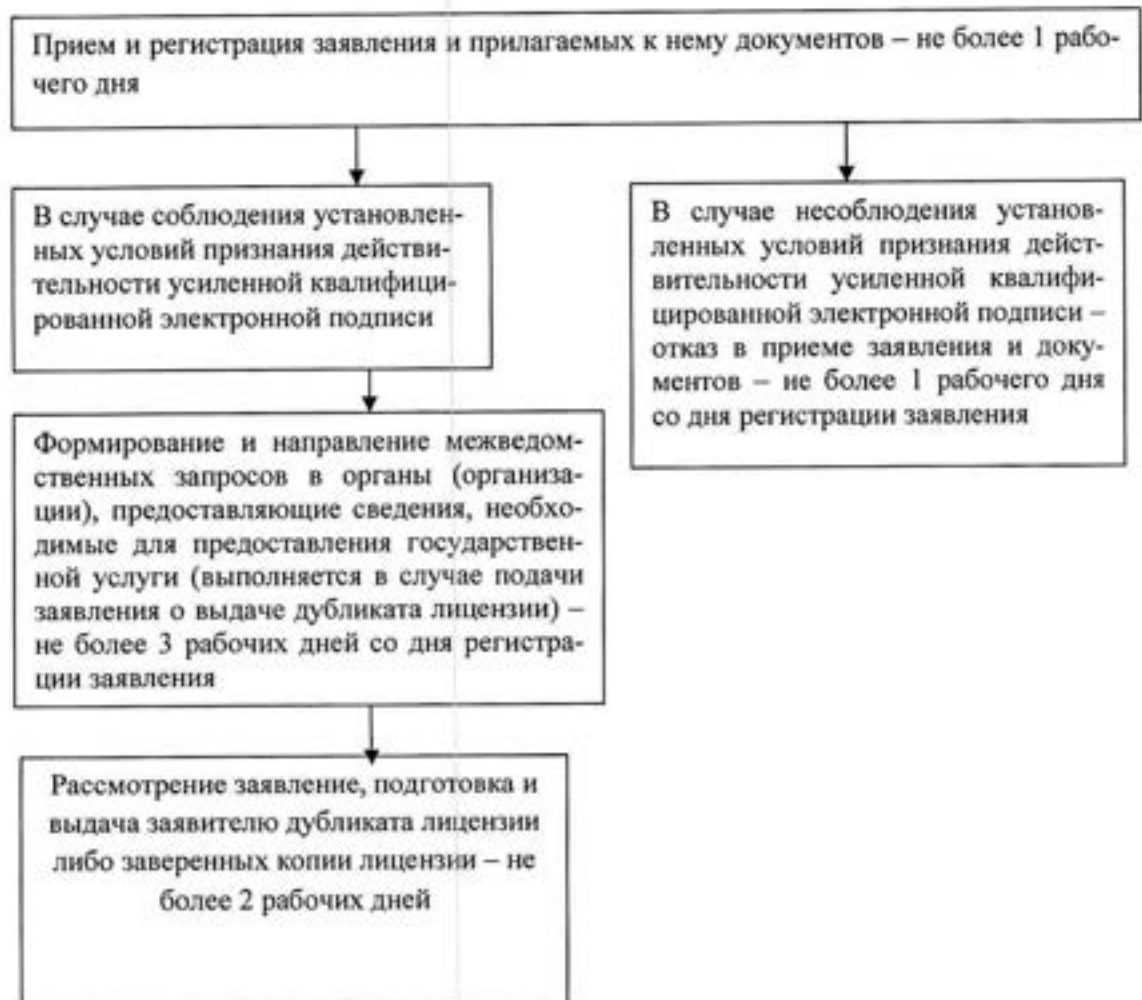 Прием и регистрация заявления и прилагаемых к нему документов – не более 1 рабо-
чего дня
В случае соблюдения установлен-
ных условий признания действи-
тельности усиленной квалифици-
рованной электронной подписи
В случае несоблюдения установ-
ленных условий признания дейст-
вительности усиленной квалифи-
цированной электронной подписи –
отказ в приеме заявления и доку-
ментов – не более 1 рабочего дня
со дня регистрации заявления
Формирование и направление межведом-
ственных запросов в органы (организа-
ции), предоставляющие сведения, необхо-
димые для предоставления государствен-
ной услуги (выполняется в случае подачи
заявления о выдаче дубликата лицензии) –
не более 3 рабочих дней со дня регистра-
ции заявления
Рассмотрение заявление, подготовка и
выдача заявителю дубликата лицензии
либо заверенных копии лицензии – не
более 2 рабочих дней